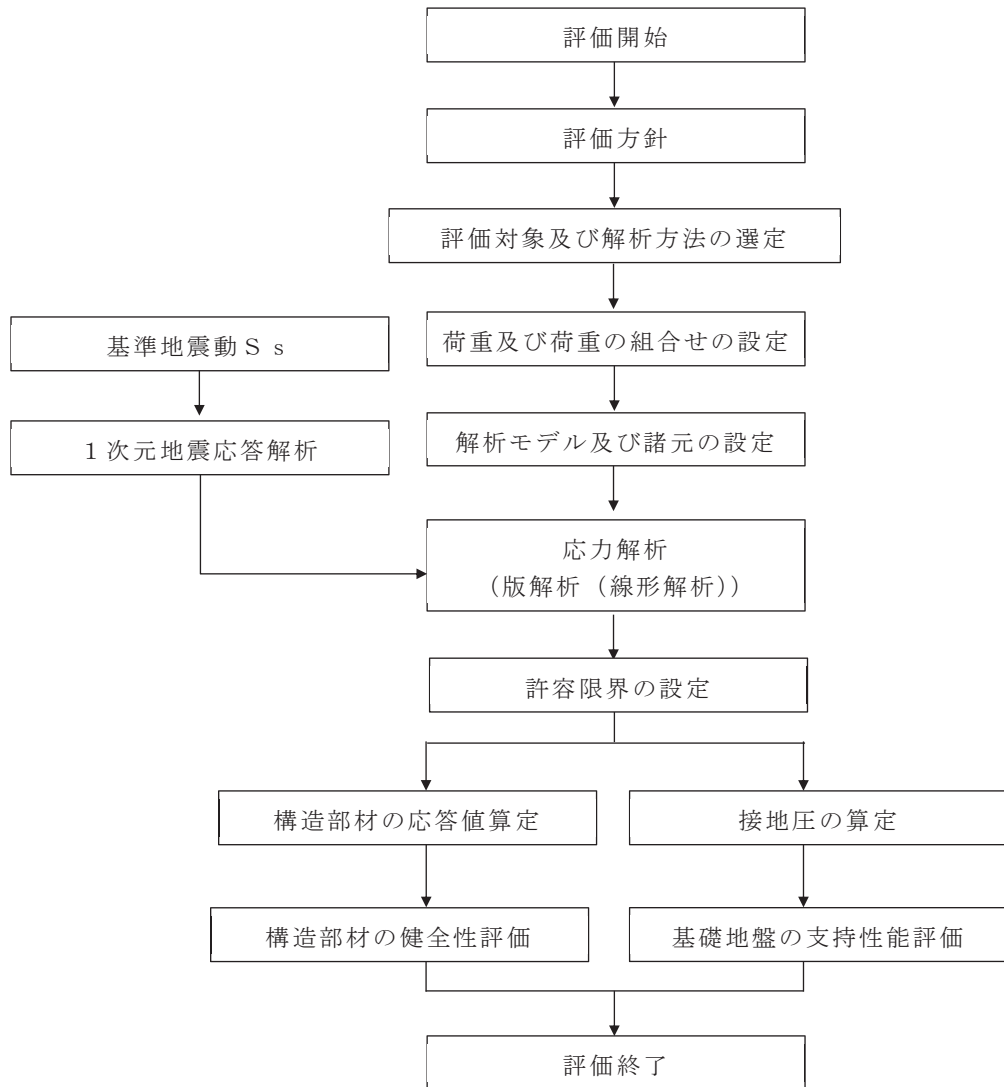 評価開始
評価方針
評価対象及び解析方法の選定
荷重及び荷重の組合せの設定
基準地震動Ｓｓ
解析モデル及び諸元の設定
１次元地震応答解析
応力解析
（版解析（線形解析））
許容限界の設定
構造部材の応答値算定
接地圧の算定
構造部材の健全性評価
基礎地盤の支持性能評価
評価終了